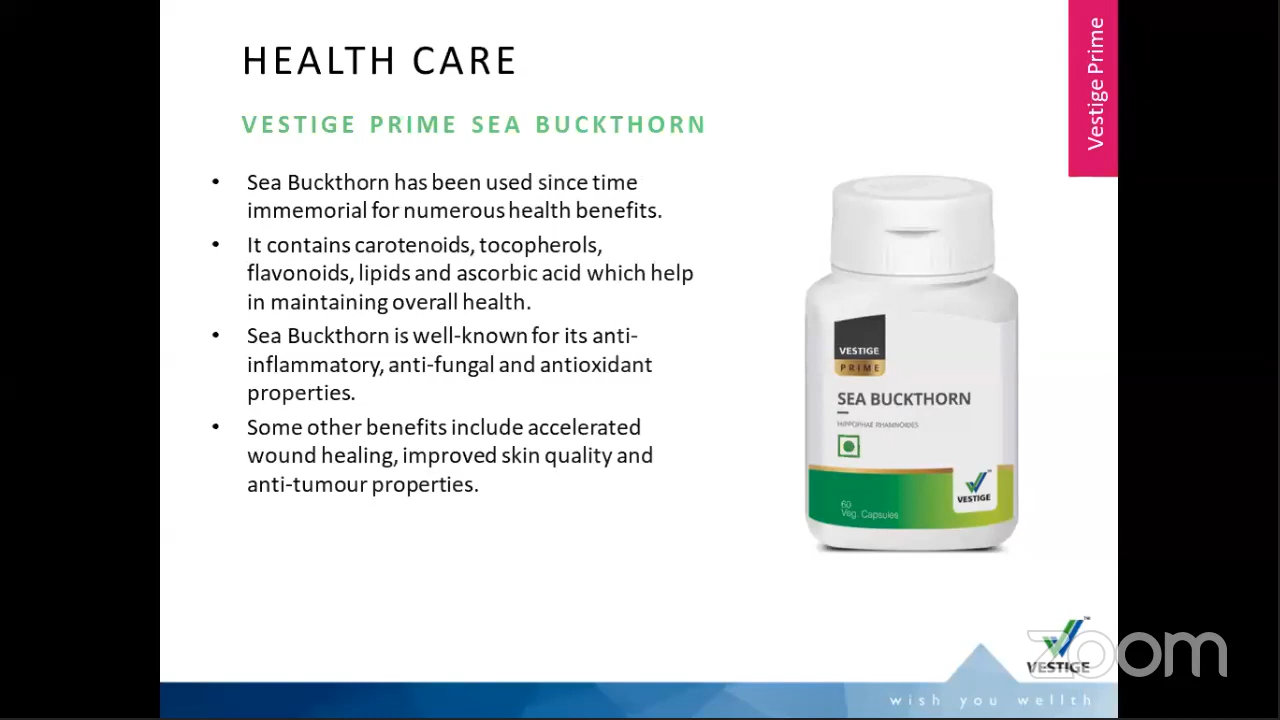 HEALTH CARE
VESTIGE PRIME SEA BUCKTHORN
• Sea Buckthorn has been used since time
immemorial for numerous health benefits.
• It contains carotenoids, tocopherols,
flavonoids, lipids and ascorbic acid which help
in maintaining overall health.
• Sea Buckthorn is well-known for its anti-
inflammatory, anti-fungal and antioxidant
properties.
• Some other benefits include accelerated
wound healing, improved skin quality and
anti-tumour properties.
Vestige Prime
VESTIGE
PRIME
SEA BUCKTHORN
HIPPOPHAE RHAMNOIDES
VESTIGE
60
Veg. Capsules
zoom
VESTIGE
wish you wellth